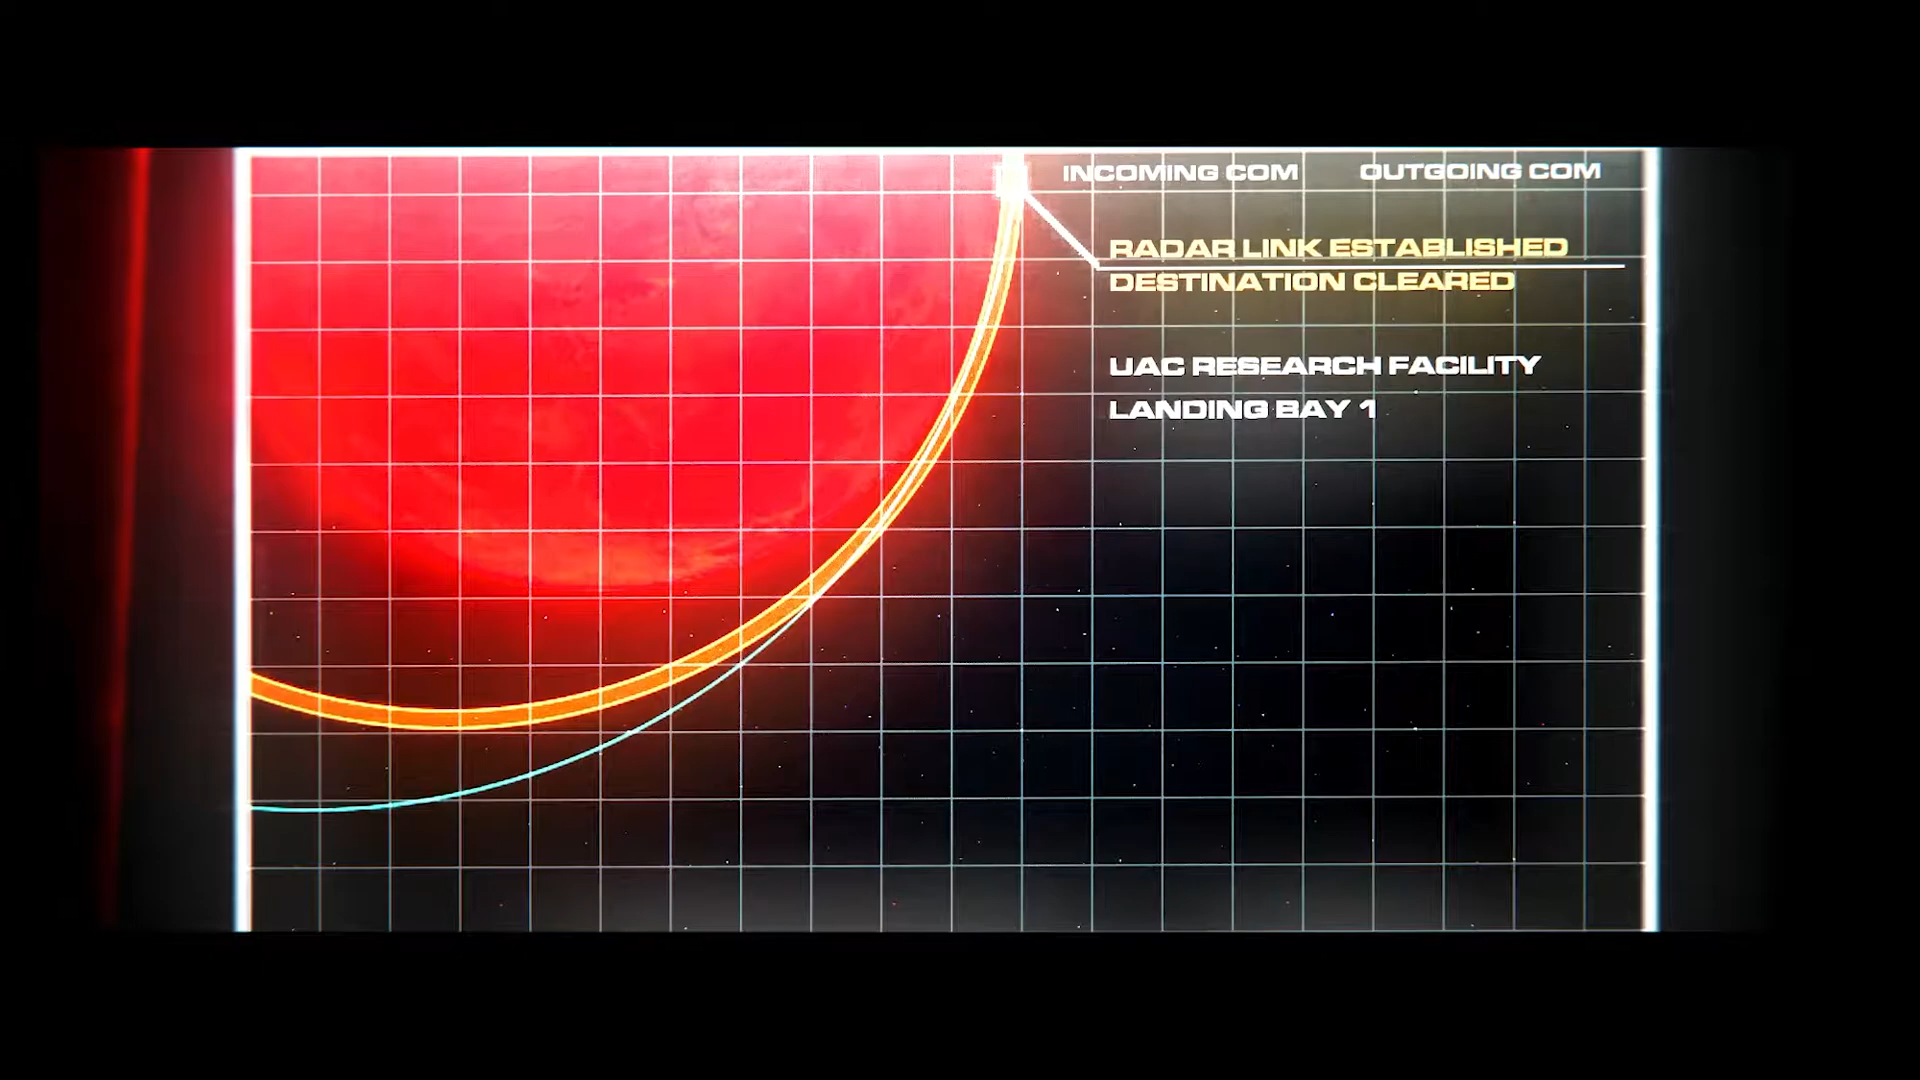 INCOMING COM OUTGOING COM
RADAR LINK ESTABLISHED
DESTINATION CLEARED
UAC RESEARCH FACILITY
LANDING BAY 1